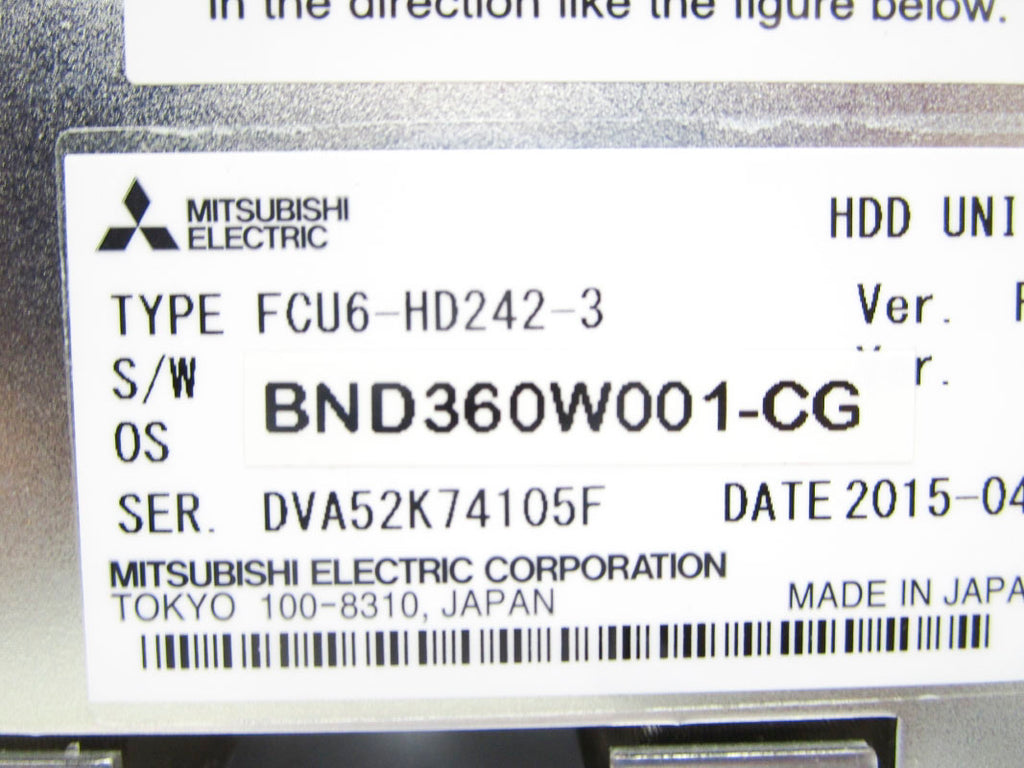 in the direction like the figure below.
MITSUBISHI
ELECTRIC
HDD UNI
TYPE FCU6-HD242-3 Ver.
S/W
BND360W001-CG
OS
SER. DVA52K74105F DATE 2015-04
MITSUBISHI ELECTRIC CORPORATION
TOKYO 100-8310, JAPAN MADE IN JAPA